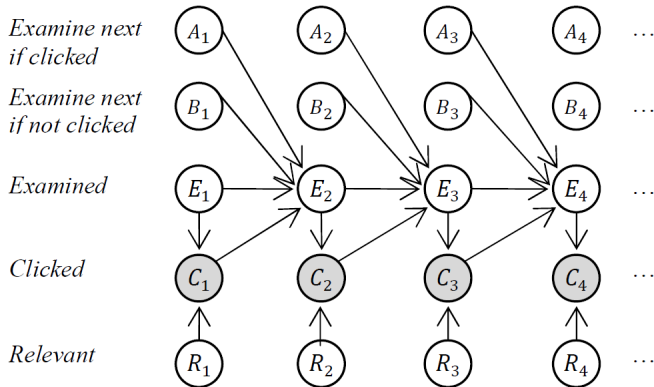 Examine next
if clicked
A₁ A₂ A₃ A₄ ...
Examine next
if not clicked
B₁ B₂ B₃ B₄ ...
Examined
E₁ E₂ E₃ E₄ ...
Clicked
C₁ C₂ C₃ C₄ ...
Relevant
R₁ R₂ R₃ R₄ ...